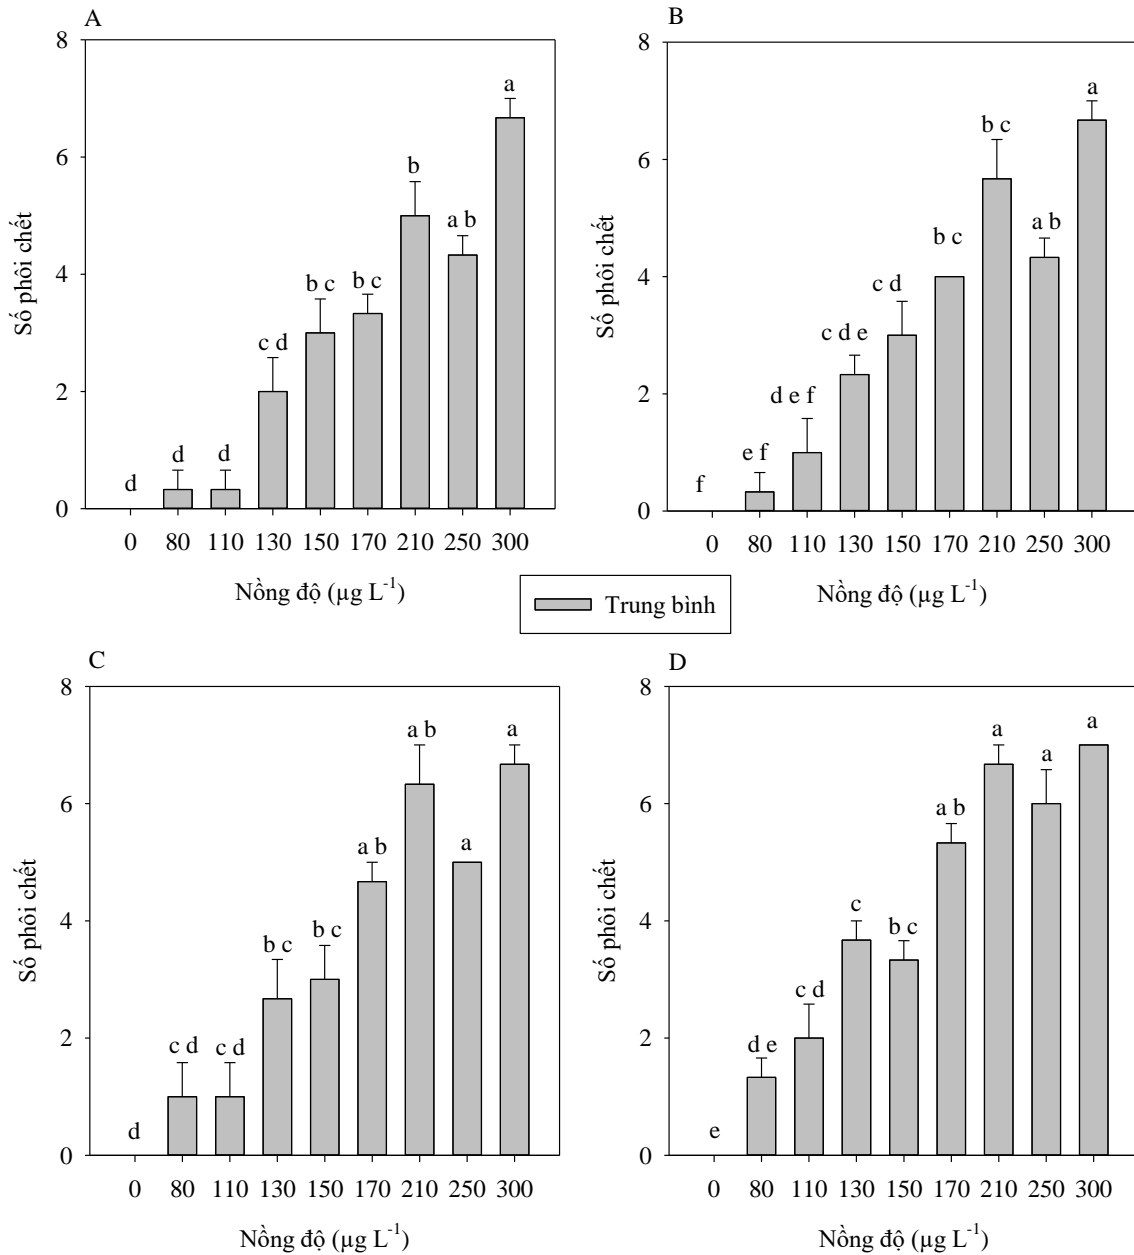 A
8
6
4
2
0
Số phôi chết
d
d
d
c d
b c
b c
b
a b
a
0 80 110 130 150 170 210 250 300
Nồng độ (µg L-1)
B
8
6
4
2
0
Số phôi chết
f
e f
d e f
c d e
c d
b c
b c
a b
a
0 80 110 130 150 170 210 250 300
Nồng độ (µg L-1)
Trung bình
C
8
6
4
2
0
Số phôi chết
d
c d
c d
b c
b c
a b
a b
a
a
0 80 110 130 150 170 210 250 300
Nồng độ (µg L-1)
D
8
6
4
2
0
Số phôi chết
e
d e
c d
c
b c
a b
a
a
a
0 80 110 130 150 170 210 250 300
Nồng độ (µg L-1)